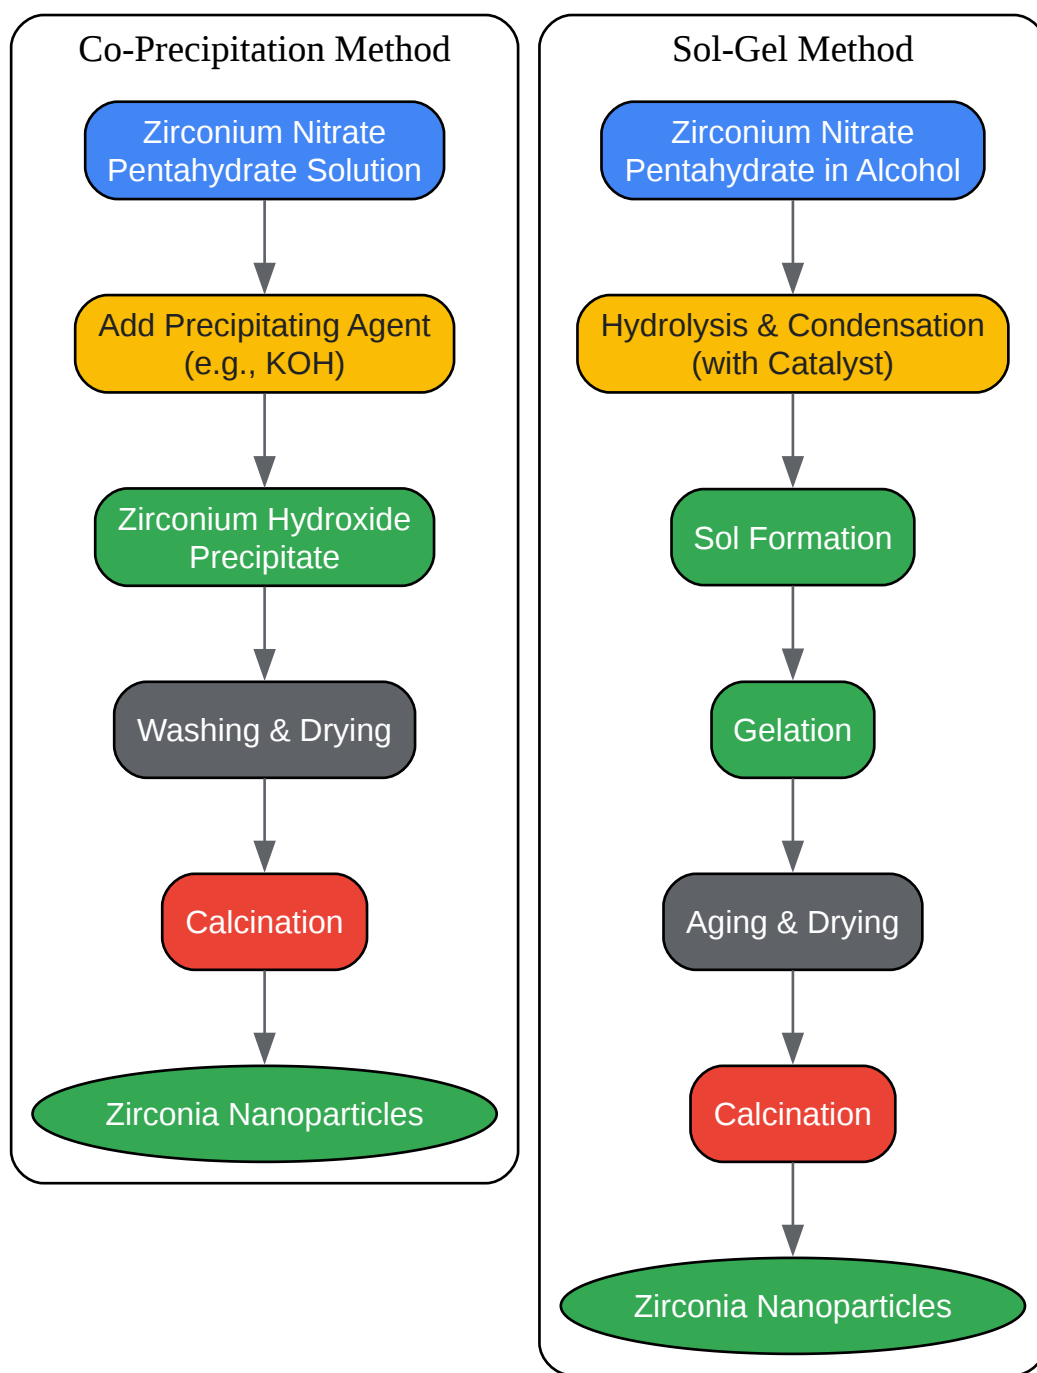 Co-Precipitation Method
Zirconium Nitrate
Pentahydrate Solution
Add Precipitating Agent
(e.g., KOH)
Zirconium Hydroxide
Precipitate
Washing & Drying
Calcination
Zirconia Nanoparticles
Sol-Gel Method
Zirconium Nitrate
Pentahydrate in Alcohol
Hydrolysis & Condensation
(with Catalyst)
Sol Formation
Gelation
Aging & Drying
Calcination
Zirconia Nanoparticles